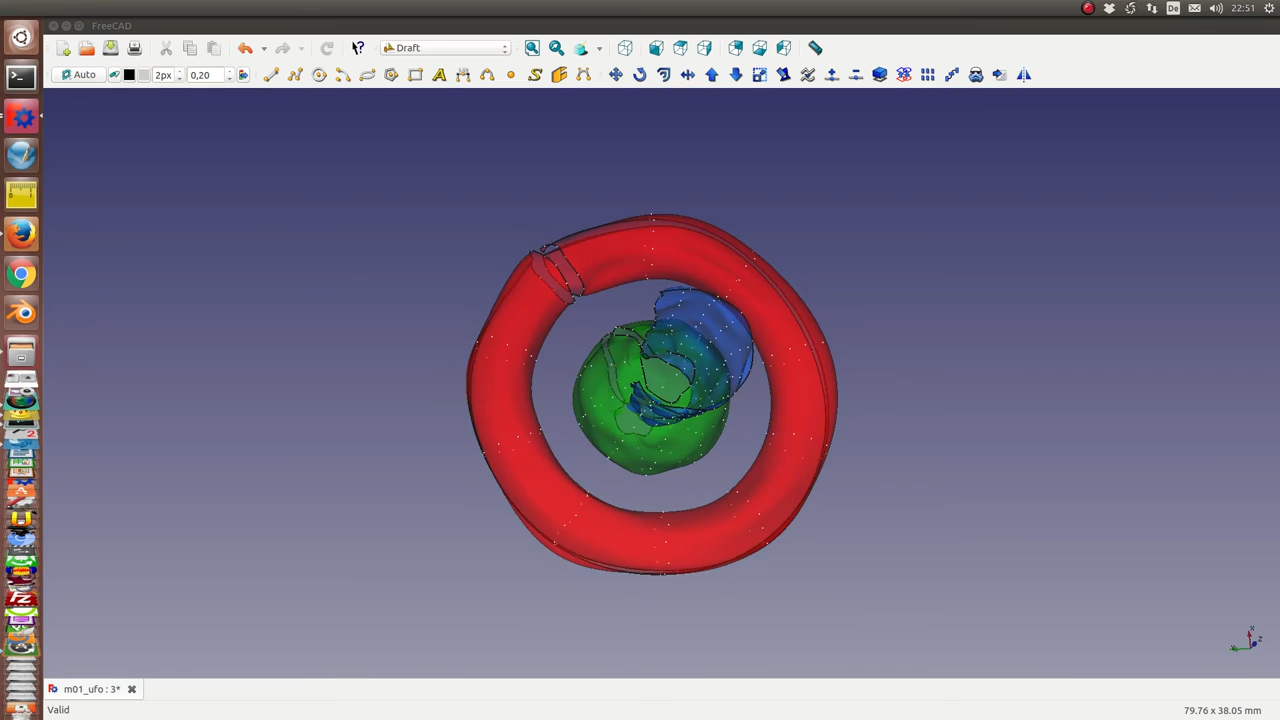 22:51
De
FreeCAD
Draft
Auto
2px
0,20
A
S
X
Z
m01_ufo : 3*
Valid
79.76 x 38.05 mm